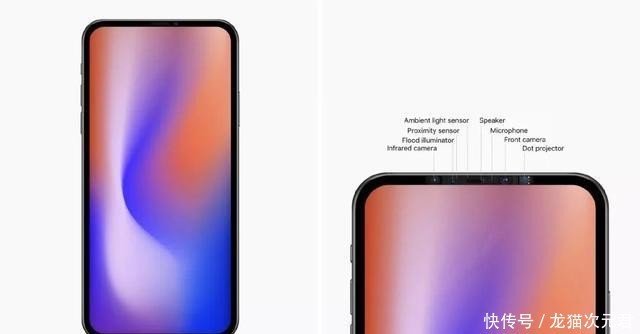 Ambient light sensor
Speaker
Proximity sensor
Microphone
Flood illuminator
Front camera
Infrared camera
Dot projector
快传号 / 龙猫次元君